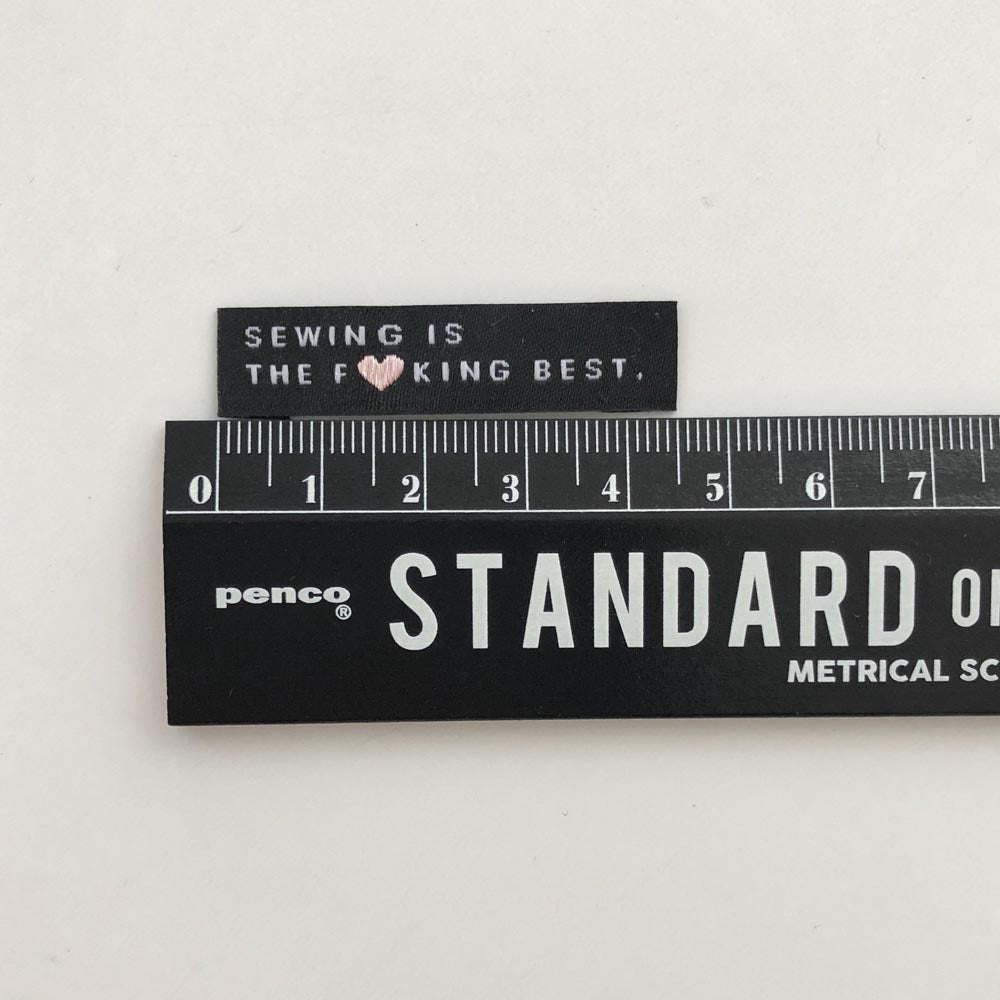 SEWING IS
THE F♥KING BEST.
0 1 2 3 4 5 6 7
penco®
STANDARD
METRICAL